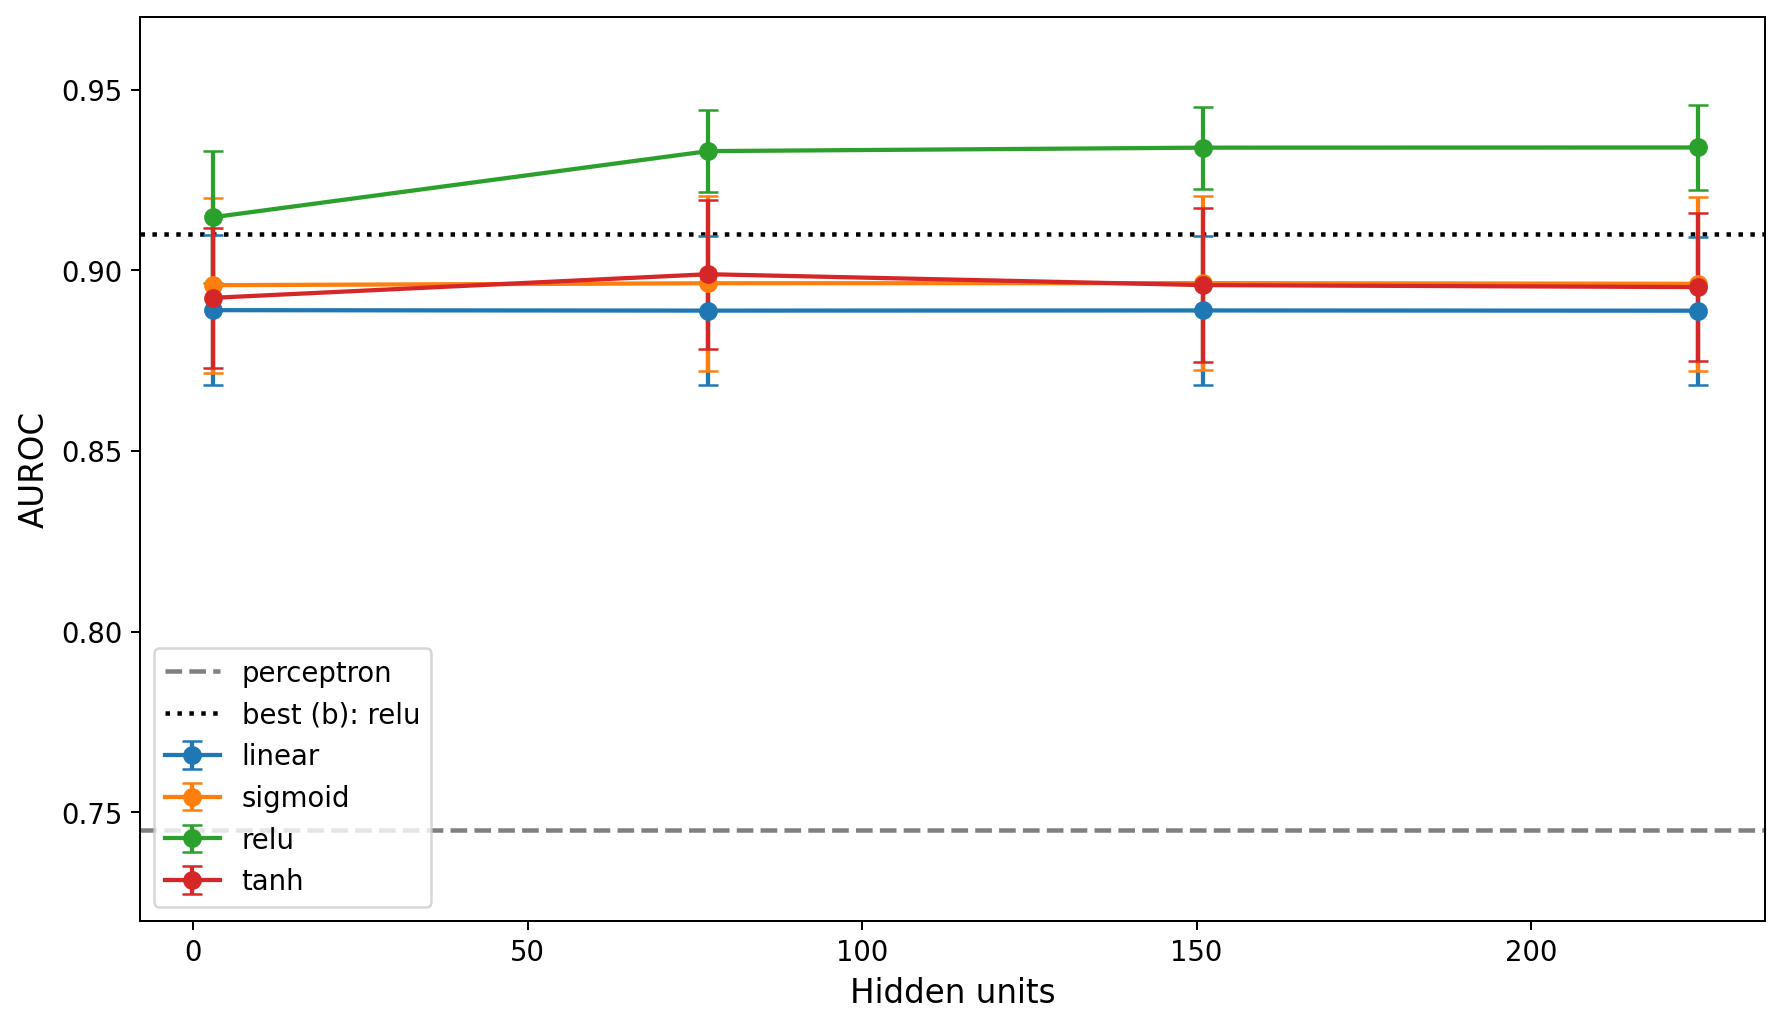 0.95
0.90
0.85
0.80
0.75
AUROC
perceptron
best (b): relu
linear
sigmoid
relu
tanh
0
50
100
150
200
Hidden units